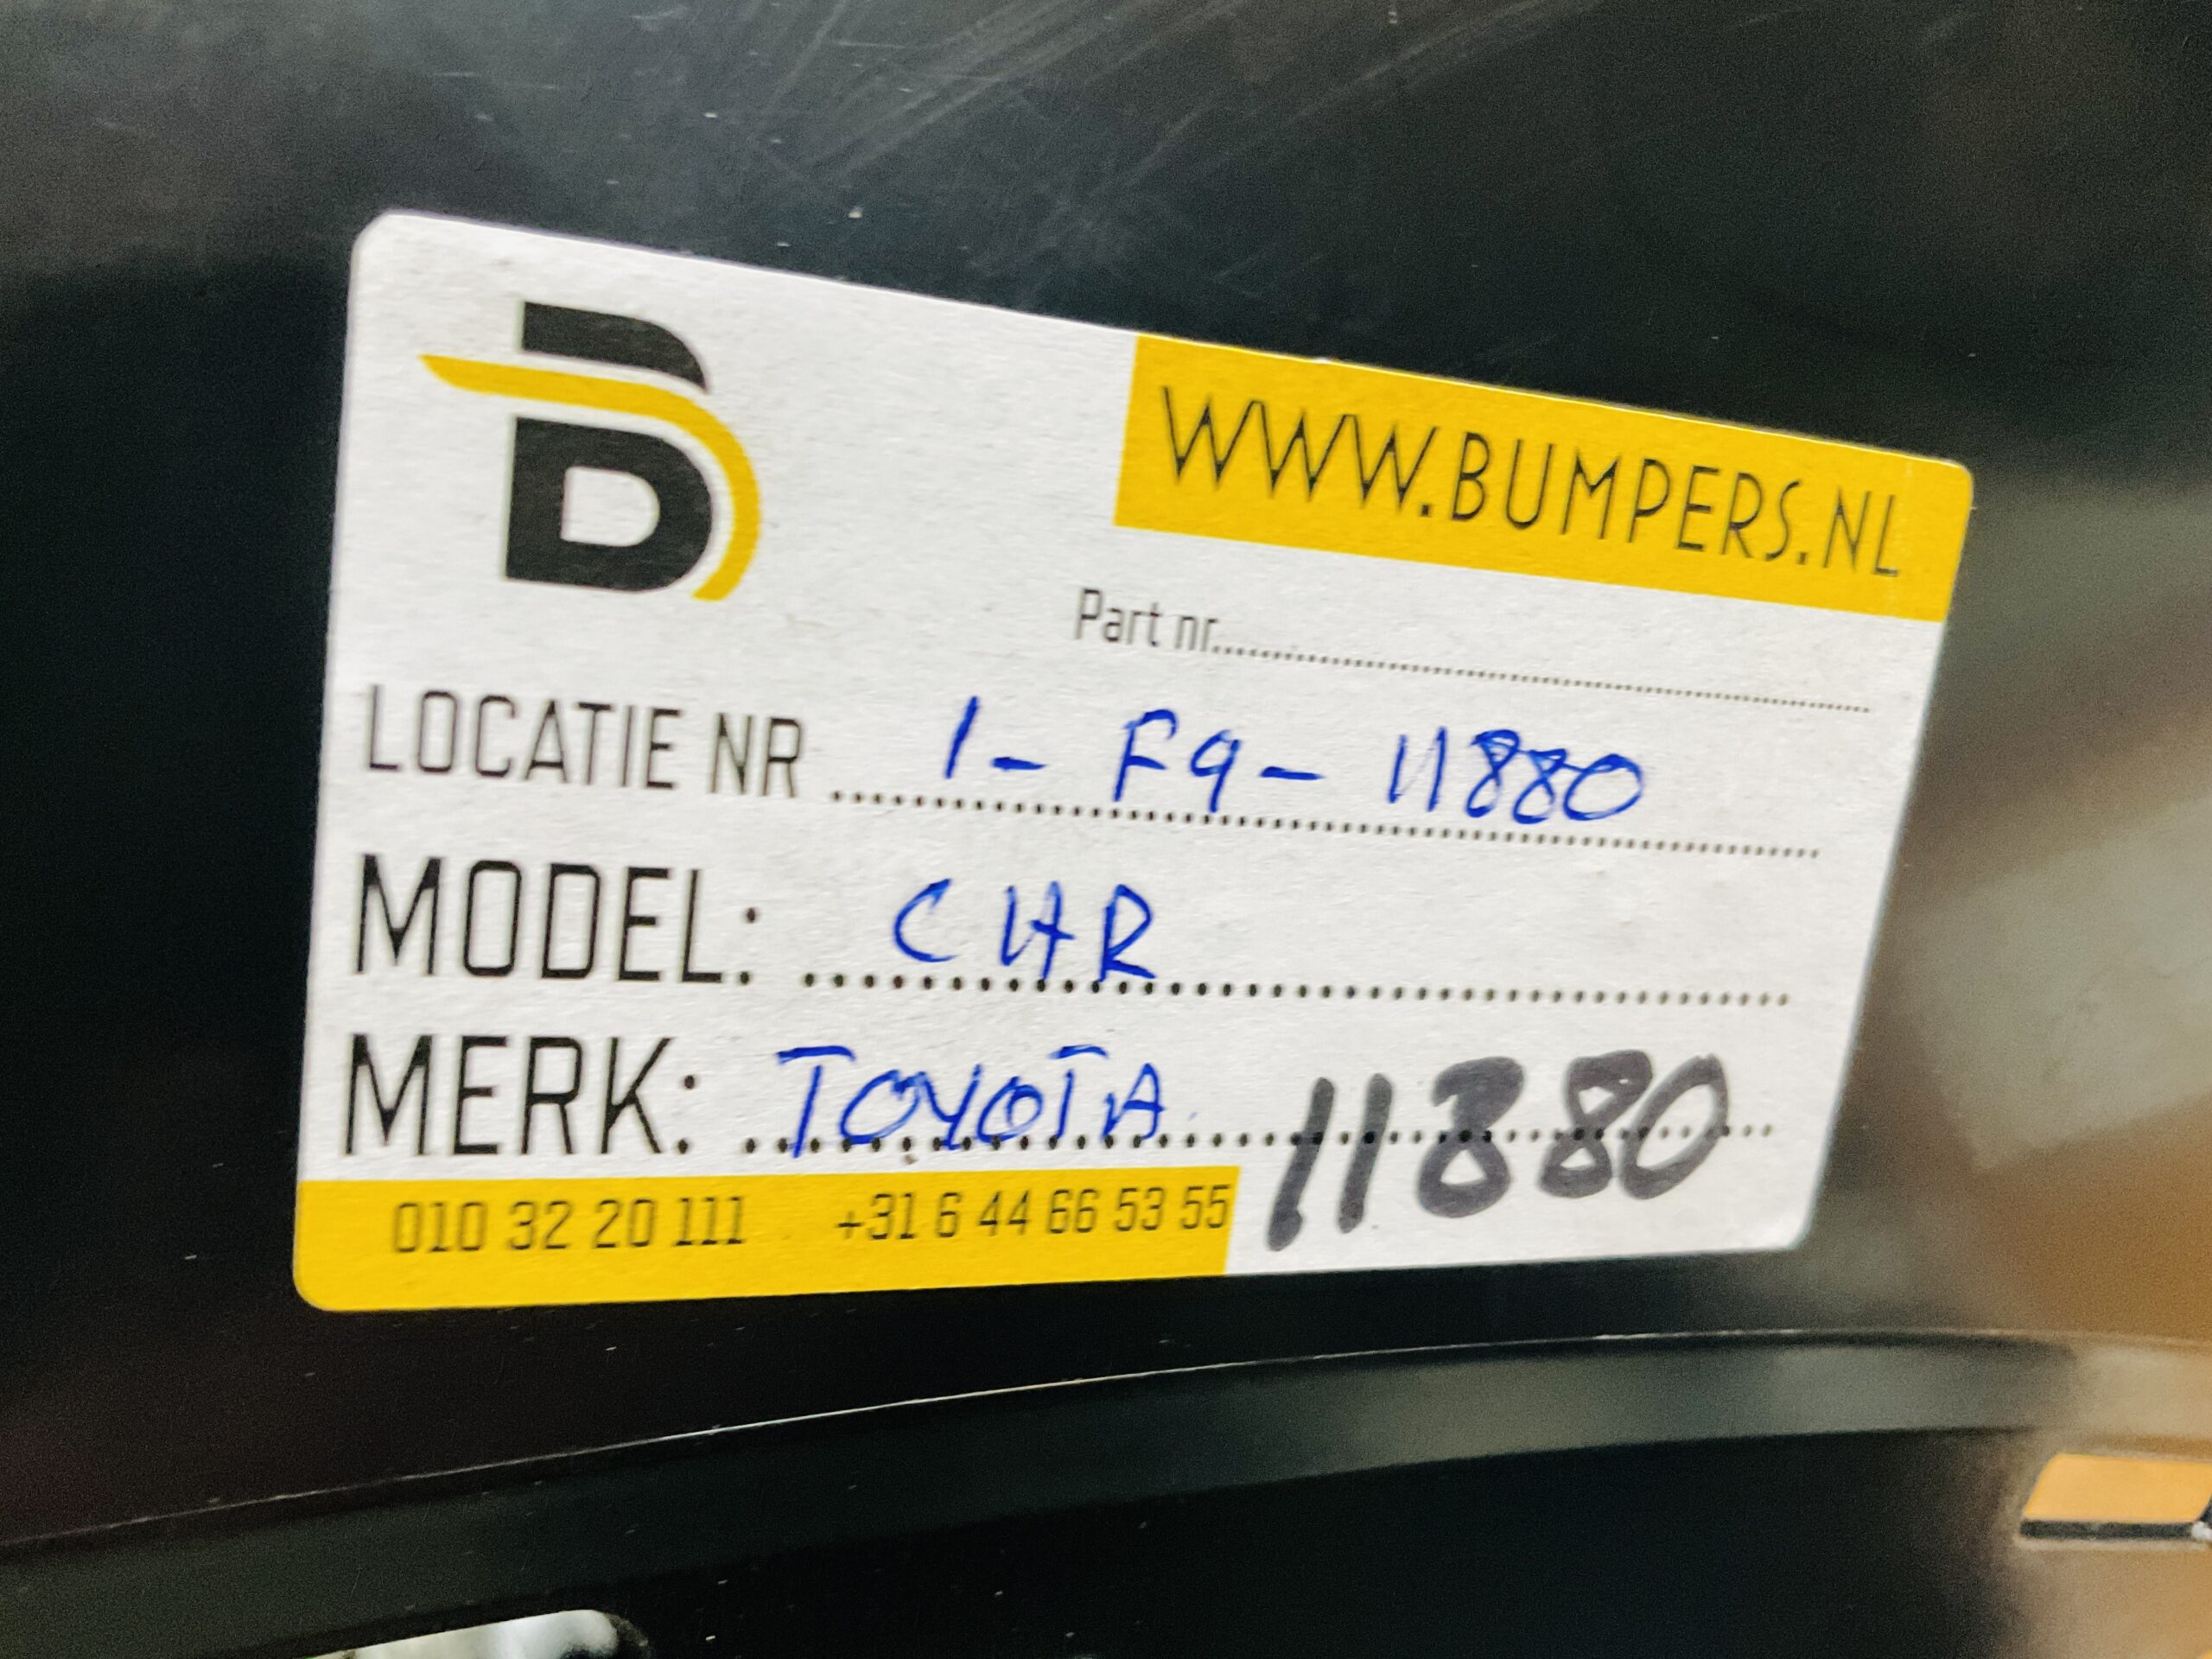 B
WWW.BUMPERS.NL
Part nr.....................
LOCATIE NR ..... 1 - F9 - 11880
MODEL: ..... CHR
MERK: ..... TOYOTA 11880
010 32 20 111 +31 6 44 66 53 55